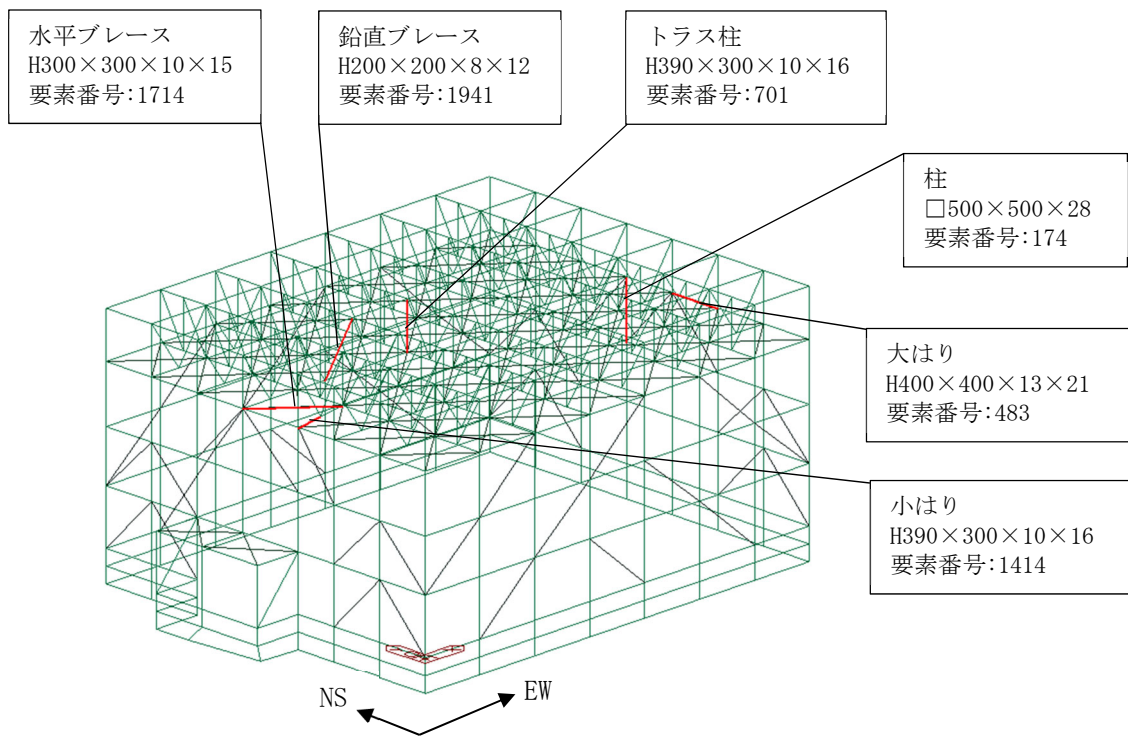 水平ブレース
H300×300×10×15
要素番号:1714
鉛直ブレース
H200×200×8×12
要素番号:1941
トラス柱
H390×300×10×16
要素番号:701
柱
□500×500×28
要素番号:174
大はり
H400×400×13×21
要素番号:483
小はり
H390×300×10×16
要素番号:1414
NS
EW